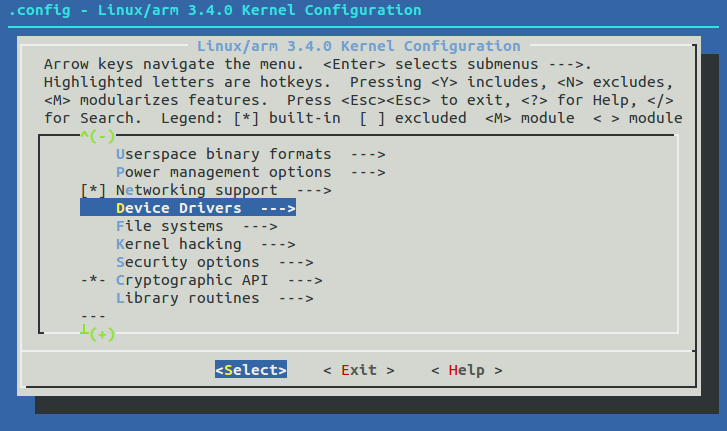 .config - Linux/arm 3.4.0 Kernel Configuration
Linux/arm 3.4.0 Kernel Configuration
Arrow keys navigate the menu.  <Enter> selects submenus --->.
Highlighted letters are hotkeys.  Pressing <Y> includes, <N> excludes,
<M> modularizes features.  Press <Esc><Esc> to exit, <?> for Help, </>
for Search.  Legend: [*] built-in  [ ] excluded  <M> module  < > module
^(-)
Userspace binary formats  --->
Power management options  --->
[*] Networking support  --->
Device Drivers  --->
File systems  --->
Kernel hacking  --->
Security options  --->
-*- Cryptographic API  --->
Library routines  --->
---
┴(+)
<Select>    < Exit >    < Help >